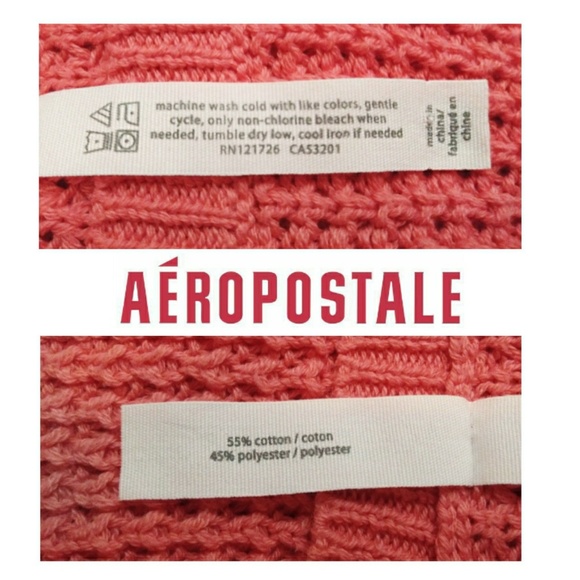 machine wash cold with like colors, gentle
cycle, only non-chlorine bleach when
needed, tumble dry low, cool iron if needed
RN121726 CA53201
made in
china/
fabriqué en
chine
AÉROPOSTALE
55% cotton / coton
45% polyester / polyester